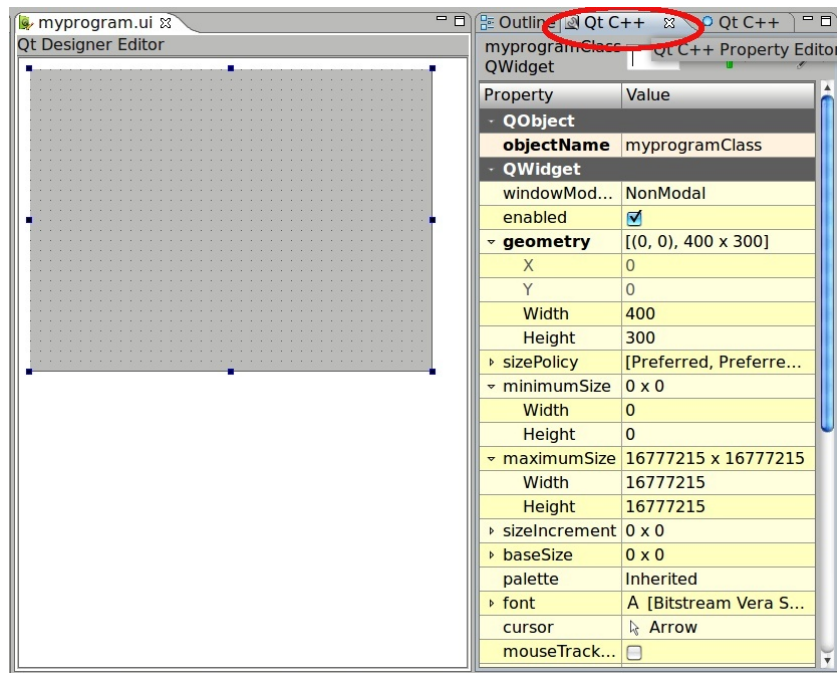 myprogram.ui
Qt Designer Editor
Outline Qt C++ Qt C++
myprogramClass
QWidget
Qt C++ Property Editor
Property Value
QObject
objectName myprogramClass
QWidget
windowMod... NonModal
enabled
geometry [(0, 0), 400 x 300]
X 0
Y 0
Width 400
Height 300
sizePolicy [Preferred, Preferre...
minimumSize 0 x 0
Width 0
Height 0
maximumSize 16777215 x 16777215
Width 16777215
Height 16777215
sizeIncrement 0 x 0
baseSize 0 x 0
palette Inherited
font A [Bitstream Vera S...
cursor Arrow
mouseTrack...